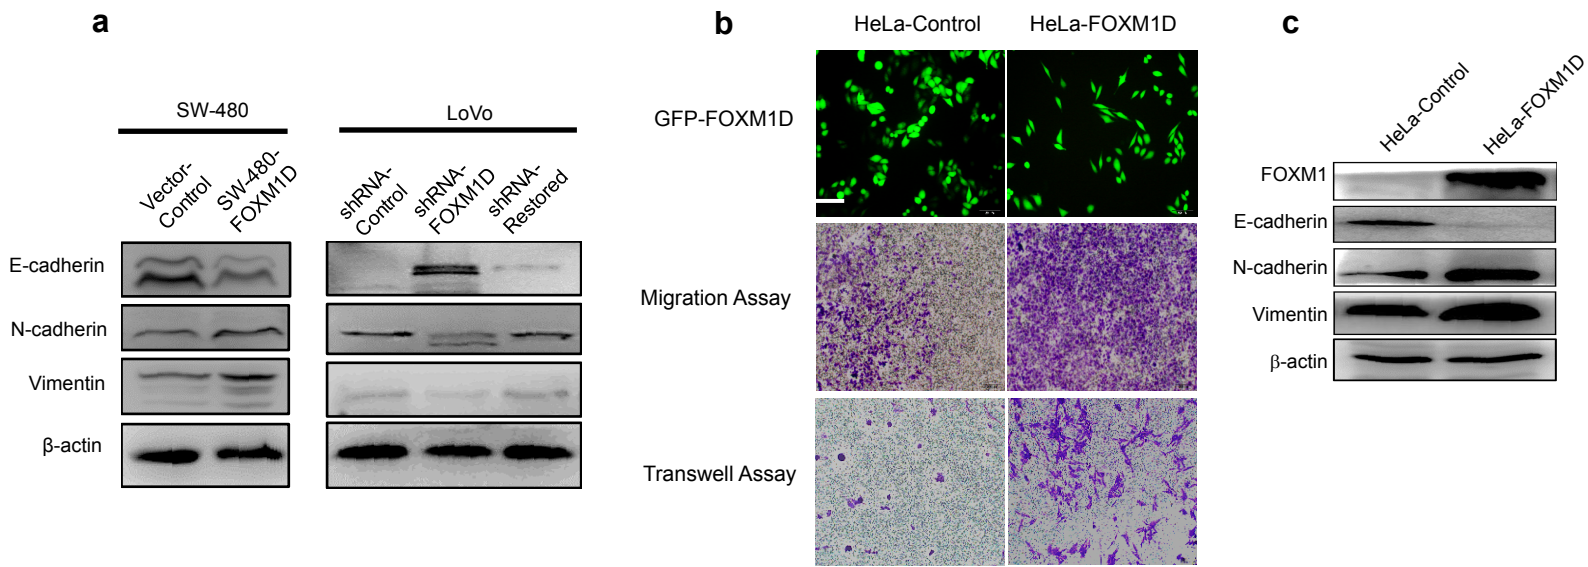 a
SW-480
LoVo
Vector-
Control
SW-480-
FOXM1D
shRNA-
Control
shRNA-
FOXM1D
shRNA-
Restored
E-cadherin
N-cadherin
Vimentin
β-actin
b
HeLa-Control
HeLa-FOXM1D
GFP-FOXM1D
Migration Assay
Transwell Assay
c
HeLa-Control
HeLa-FOXM1D
FOXM1
E-cadherin
N-cadherin
Vimentin
β-actin